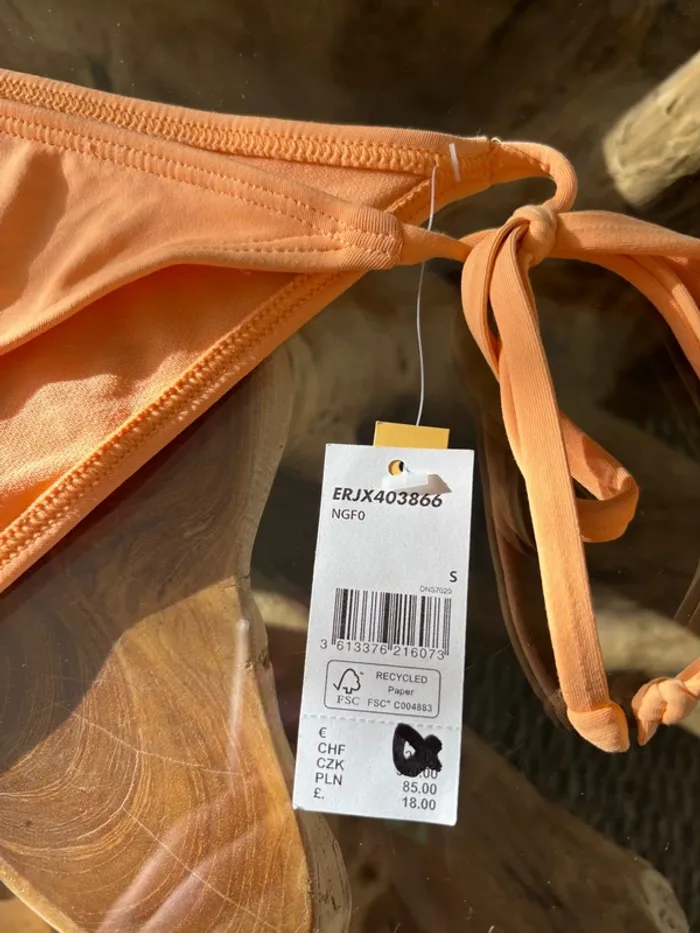 ERJX403866
NGF0
S
DNS7020
3 613376 216073
FSC
RECYCLED
Paper
FSC® C004883
€
CHF
CZK
PLN 85.00
£. 18.00